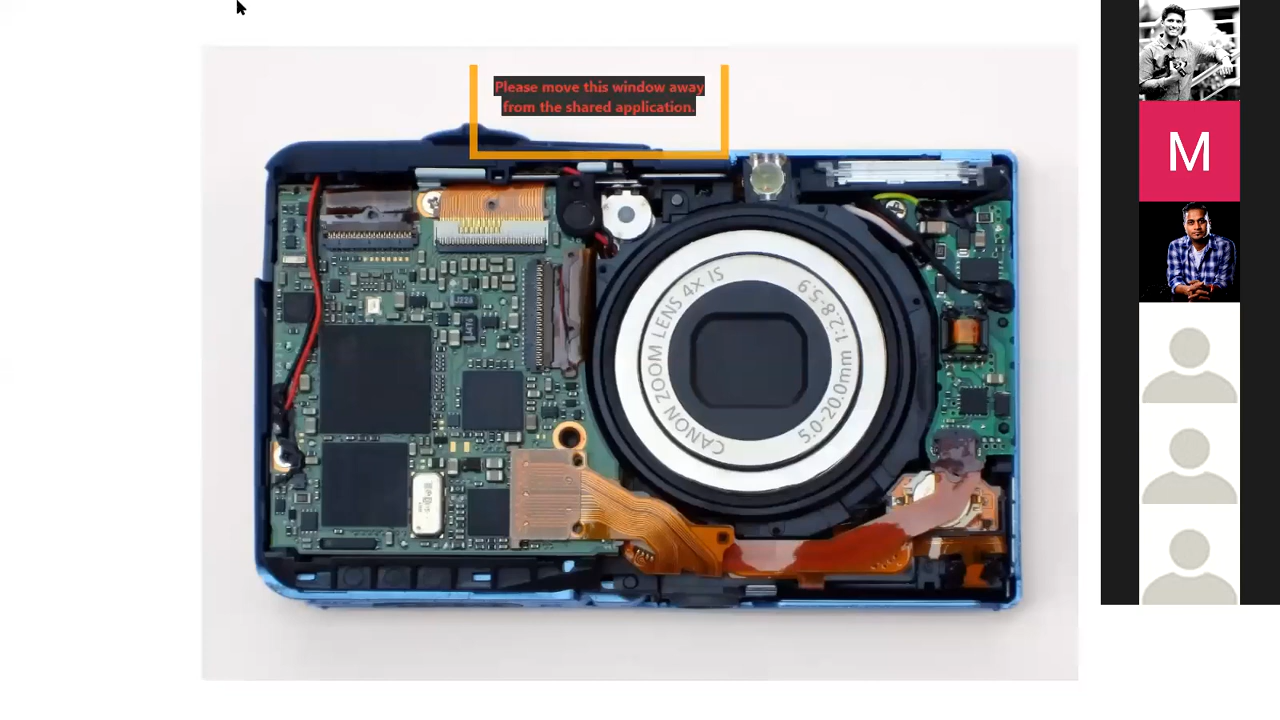 Please move this window away
from the shared application.
M
CANON ZOOM LENS 4X IS
5.0-20.0mm 1:2.8-5.9
J228